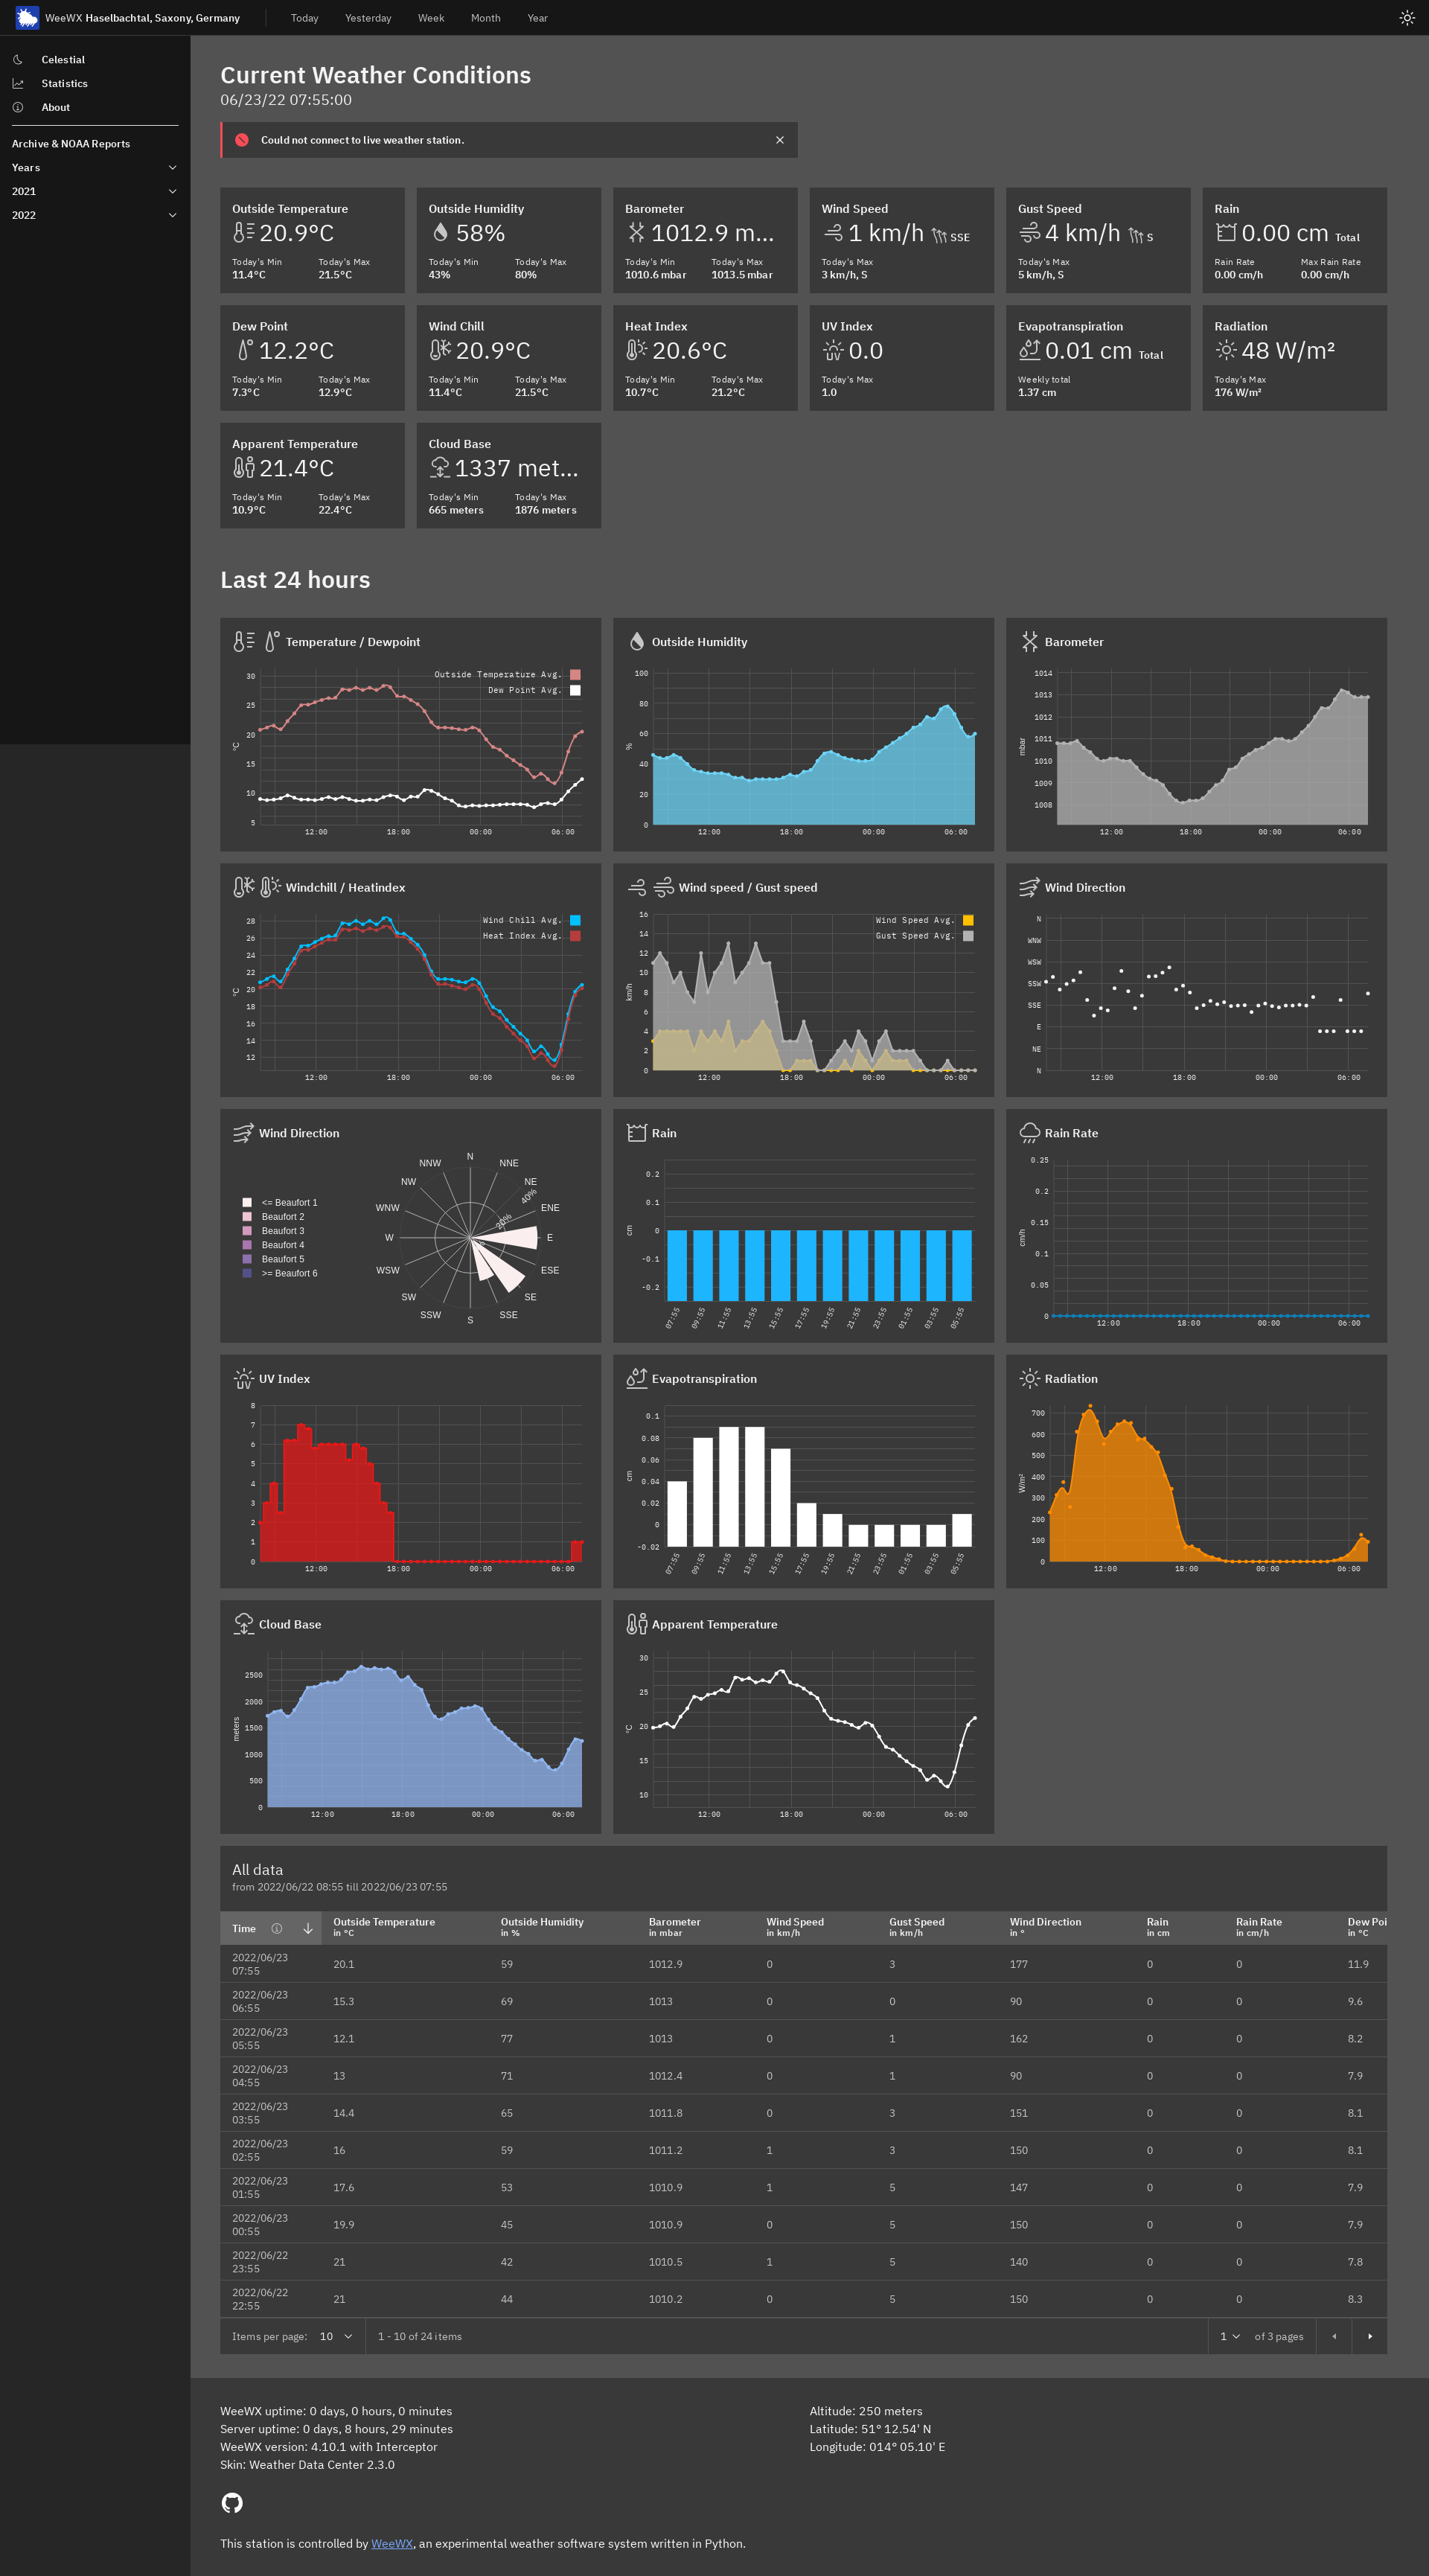 WeeWX Haselbachtal, Saxony, Germany Today Yesterday Week Month Year
Celestial
Statistics
About
Archive & NOAA Reports
Years
2021
2022
Current Weather Conditions
06/23/22 07:55:00
Could not connect to live weather station.
Outside Temperature
20.9°C
Today's Min Today's Max
11.4°C 21.5°C
Outside Humidity
58%
Today's Min Today's Max
43% 80%
Barometer
1012.9 m...
Today's Min Today's Max
1010.6 mbar 1013.5 mbar
Wind Speed
1 km/h SSE
Today's Max
3 km/h, S
Gust Speed
4 km/h S
Today's Max
5 km/h, S
Rain
0.00 cm Total
Rain Rate Max Rain Rate
0.00 cm/h 0.00 cm/h
Dew Point
12.2°C
Today's Min Today's Max
7.3°C 12.9°C
Wind Chill
20.9°C
Today's Min Today's Max
11.4°C 21.5°C
Heat Index
20.6°C
Today's Min Today's Max
10.7°C 21.2°C
UV Index
0.0
Today's Max
1.0
Evapotranspiration
0.01 cm Total
Weekly total
1.37 cm
Radiation
48 W/m²
Today's Max
176 W/m²
Apparent Temperature
21.4°C
Today's Min Today's Max
10.9°C 22.4°C
Cloud Base
1337 met...
Today's Min Today's Max
665 meters 1876 meters
Last 24 hours
Temperature / Dewpoint
Outside Temperature Avg.
Dew Point Avg.
30
25
20
15
10
5
°C
12:00 18:00 00:00 06:00
Outside Humidity
100
80
60
40
20
0
%
12:00 18:00 00:00 06:00
Barometer
1014
1013
1012
1011
1010
1009
1008
mbar
12:00 18:00 00:00 06:00
Windchill / Heatindex
Wind Chill Avg.
Heat Index Avg.
28
26
24
22
20
18
16
14
12
°C
12:00 18:00 00:00 06:00
Wind speed / Gust speed
Wind Speed Avg.
Gust Speed Avg.
16
14
12
10
8
6
4
2
0
km/h
12:00 18:00 00:00 06:00
Wind Direction
N
WNW
WSW
SSW
SSE
E
NE
N
12:00 18:00 00:00 06:00
Wind Direction
<= Beaufort 1
Beaufort 2
Beaufort 3
Beaufort 4
Beaufort 5
>= Beaufort 6
N
NNE
NE
ENE
E
ESE
SE
SSE
S
SSW
SW
WSW
W
WNW
NW
NNW
20%
40%
Rain
0.2
0.1
0
-0.1
-0.2
cm
07:55 09:55 11:55 13:55 15:55 17:55 19:55 21:55 23:55 01:55 03:55 05:55
Rain Rate
0.25
0.2
0.15
0.1
0.05
0
cm/h
12:00 18:00 00:00 06:00
UV Index
8
7
6
5
4
3
2
1
0
12:00 18:00 00:00 06:00
Evapotranspiration
0.1
0.08
0.06
0.04
0.02
0
-0.02
cm
07:55 09:55 11:55 13:55 15:55 17:55 19:55 21:55 23:55 01:55 03:55 05:55
Radiation
700
600
500
400
300
200
100
0
W/m²
12:00 18:00 00:00 06:00
Cloud Base
2500
2000
1500
1000
500
0
meters
12:00 18:00 00:00 06:00
Apparent Temperature
30
25
20
15
10
°C
12:00 18:00 00:00 06:00
All data
from 2022/06/22 08:55 till 2022/06/23 07:55
Time Outside Temperature Outside Humidity Barometer Wind Speed Gust Speed Wind Direction Rain Rain Rate Dew Poi
in °C in % in mbar in km/h in km/h in ° in cm in cm/h in °C
2022/06/23
07:55 20.1 59 1012.9 0 3 177 0 0 11.9
2022/06/23
06:55 15.3 69 1013 0 0 90 0 0 9.6
2022/06/23
05:55 12.1 77 1013 0 1 162 0 0 8.2
2022/06/23
04:55 13 71 1012.4 0 1 90 0 0 7.9
2022/06/23
03:55 14.4 65 1011.8 0 3 151 0 0 8.1
2022/06/23
02:55 16 59 1011.2 1 3 150 0 0 8.1
2022/06/23
01:55 17.6 53 1010.9 1 5 147 0 0 7.9
2022/06/23
00:55 19.9 45 1010.9 0 5 150 0 0 7.9
2022/06/22
23:55 21 42 1010.5 1 5 140 0 0 7.8
2022/06/22
22:55 21 44 1010.2 0 5 150 0 0 8.3
Items per page: 10 1 - 10 of 24 items 1 of 3 pages
WeeWX uptime: 0 days, 0 hours, 0 minutes
Server uptime: 0 days, 8 hours, 29 minutes
WeeWX version: 4.10.1 with Interceptor
Skin: Weather Data Center 2.3.0
Altitude: 250 meters
Latitude: 51° 12.54' N
Longitude: 014° 05.10' E
This station is controlled by WeeWX, an experimental weather software system written in Python.